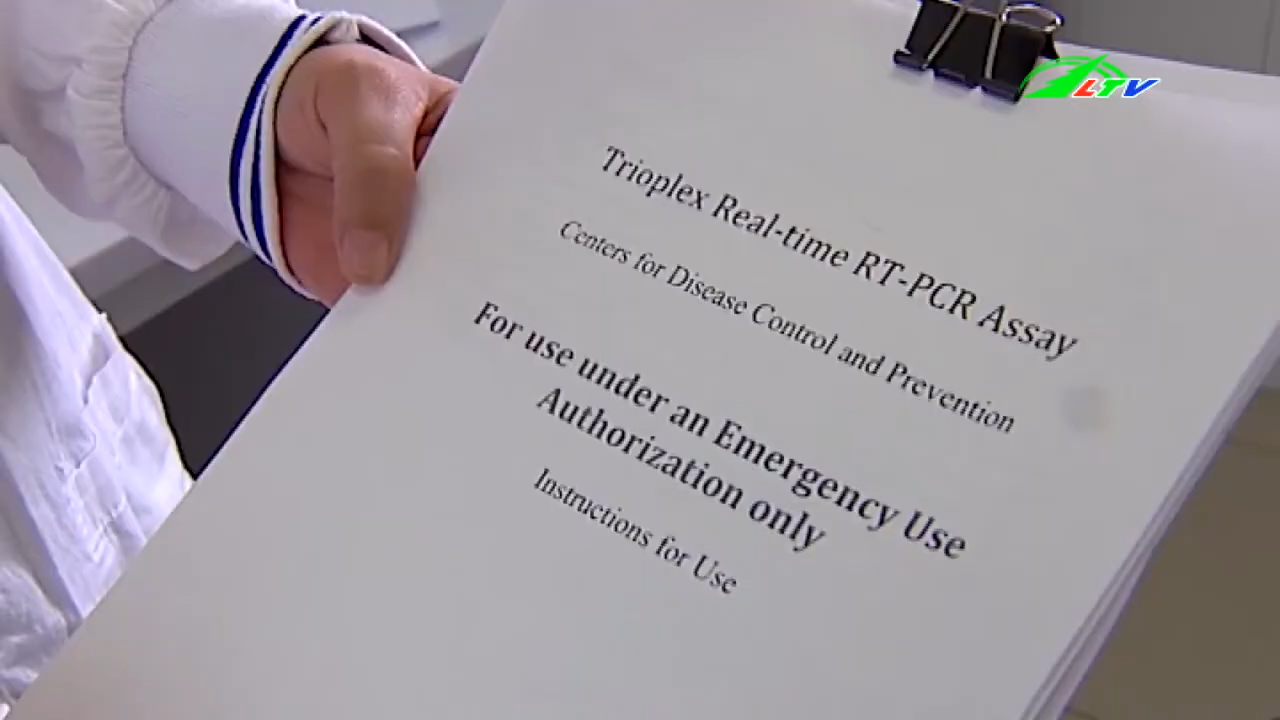 LTV
Trioplex Real-time RT-PCR Assay
Centers for Disease Control and Prevention
For use under an Emergency Use
Authorization only
Instructions for Use